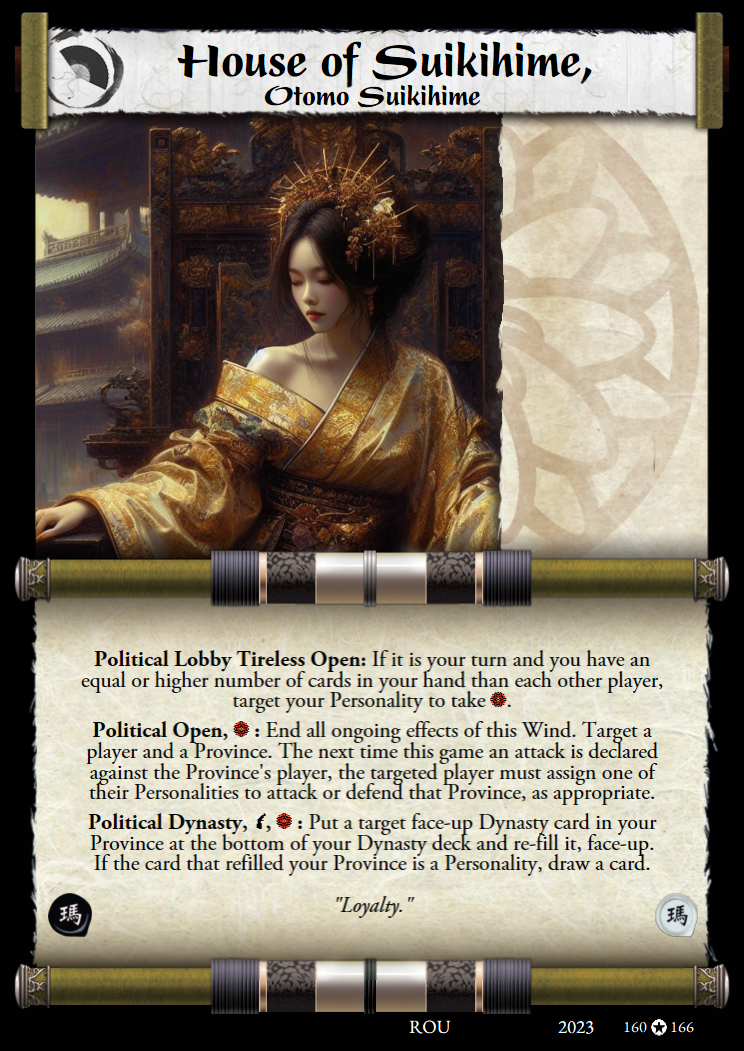 House of Suikihime,
Otomo Suikihime
Political Lobby Tireless Open: If it is your turn and you have an
equal or higher number of cards in your hand than each other player,
target your Personality to take .
Political Open, : End all ongoing effects of this Wind. Target a
player and a Province. The next time this game an attack is declared
against the Province's player, the targeted player must assign one of
their Personalities to attack or defend that Province, as appropriate.
Political Dynasty, , : Put a target face-up Dynasty card in your
Province at the bottom of your Dynasty deck and re-fill it, face-up.
If the card that refilled your Province is a Personality, draw a card.
"Loyalty."
瑪 瑪
ROU 2023 160 166